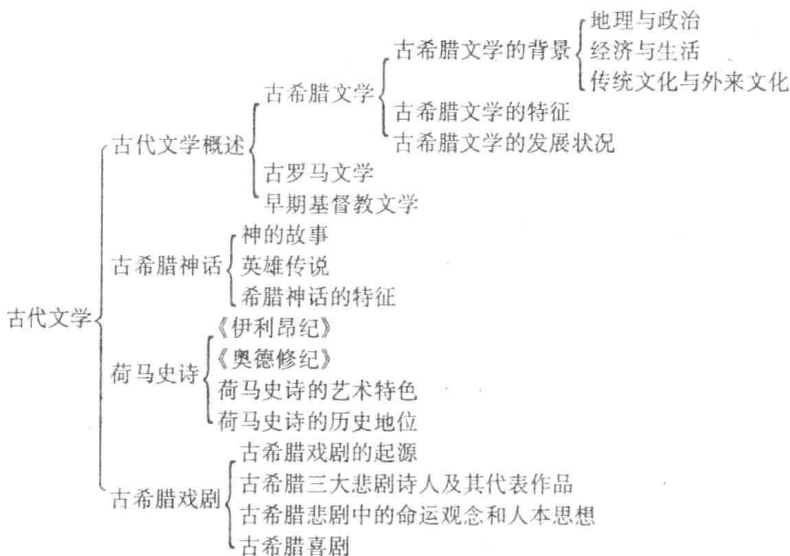 地理与政治
古希腊文学的背景
经济与生活
传统文化与外来文化
古希腊文学
古希腊文学的特征
古希腊文学的发展状况
古代文学概述
古罗马文学
早期基督教文学
神的故事
古希腊神话
英雄传说
希腊神话的特征
古代文学
《伊利昂纪》
《奥德修纪》
荷马史诗
荷马史诗的艺术特色
荷马史诗的历史地位
古希腊戏剧的起源
古希腊三大悲剧诗人及其代表作品
古希腊戏剧
古希腊悲剧中的命运观念和人本思想
古希腊喜剧